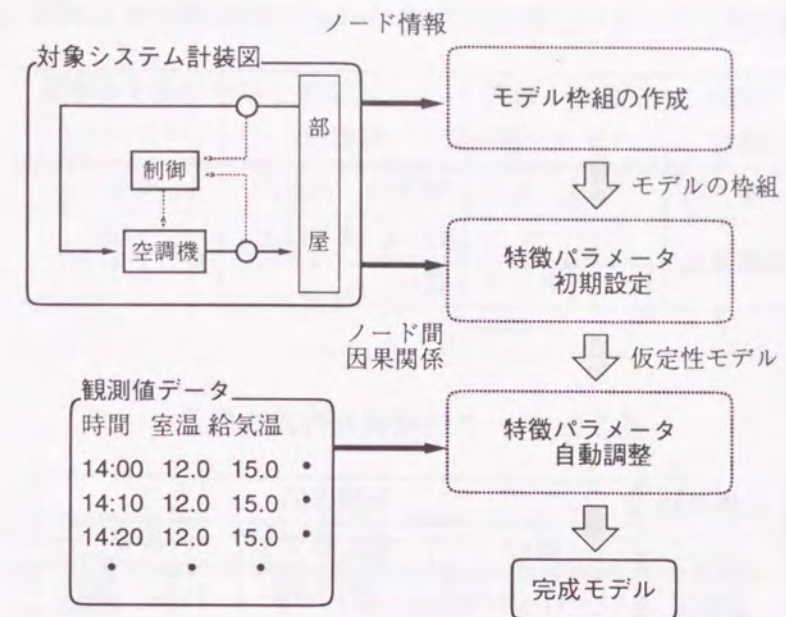 ノード情報
対象システム計装図
部
屋
制御
空調機
モデル枠組の作成
モデルの枠組
特徴パラメータ
初期設定
ノード間
因果関係
仮定性モデル
観測値データ
時間 室温 給気温
14:00 12.0 15.0 •
14:10 12.0 15.0 •
14:20 12.0 15.0 •
• • •
特徴パラメータ
自動調整
完成モデル